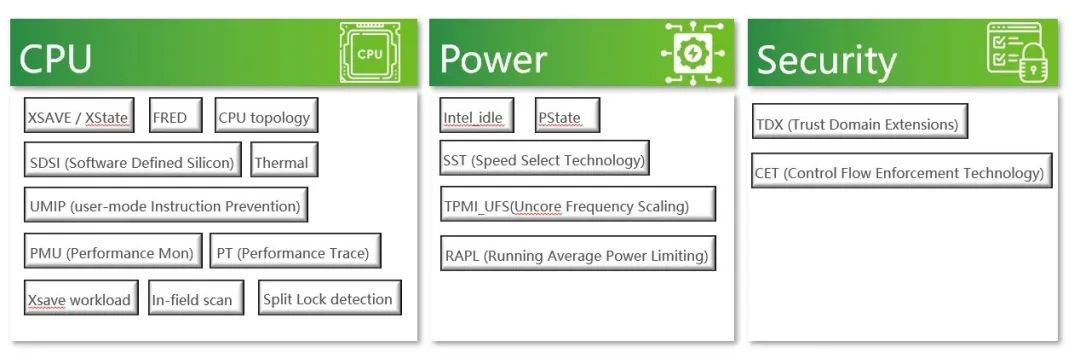 CPU
CPU
XSAVE / XState
FRED
CPU topology
SDSI (Software Defined Silicon)
Thermal
UMIP (user-mode Instruction Prevention)
PMU (Performance Mon)
PT (Performance Trace)
Xsave workload
In-field scan
Split Lock detection
Power
Intel_idle
PState
SST (Speed Select Technology)
TPMI_UFS(Uncore Frequency Scaling)
RAPL (Running Average Power Limiting)
Security
TDX (Trust Domain Extensions)
CET (Control Flow Enforcement Technology)